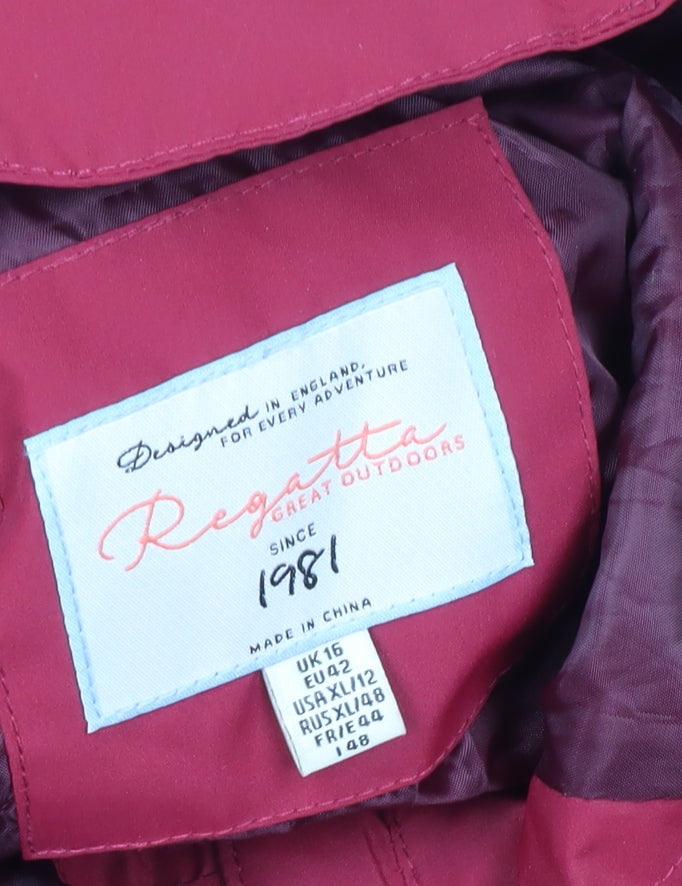 Designed IN ENGLAND.
FOR EVERY ADVENTURE
Regatta
GREAT OUTDOORS
SINCE
1981
MADE IN CHINA
UK 16
EU 42
USA XL/12
RUS XL/48
FR/E 44
I 48